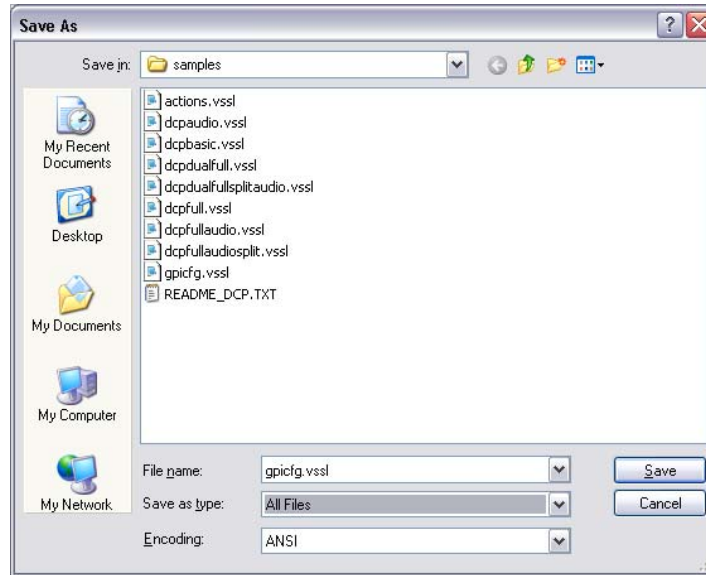 Save As
Save in:
samples
My Recent
Documents
Desktop
My Documents
My Computer
My Network
actions.vssl
dcpaudio.vssl
dcpbasic.vssl
dcpdualfull.vssl
dcpdualfullsplitaudio.vssl
dcpfull.vssl
dcpfullaudio.vssl
dcpfullaudiosplit.vssl
gpicfg.vssl
README_DCP.TXT
File name:
gpicfg.vssl
Save
Save as type:
All Files
Cancel
Encoding:
ANSI